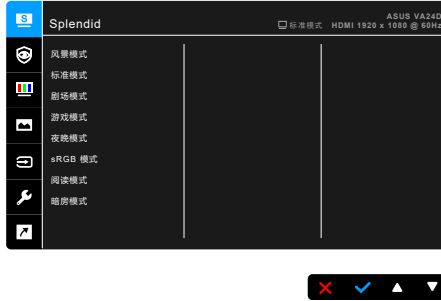 S
Splendid
ASUS VA24D
标准模式 HDMI 1920 x 1080 @ 60Hz
风景模式
标准模式
剧场模式
游戏模式
夜晚模式
sRGB 模式
阅读模式
暗房模式